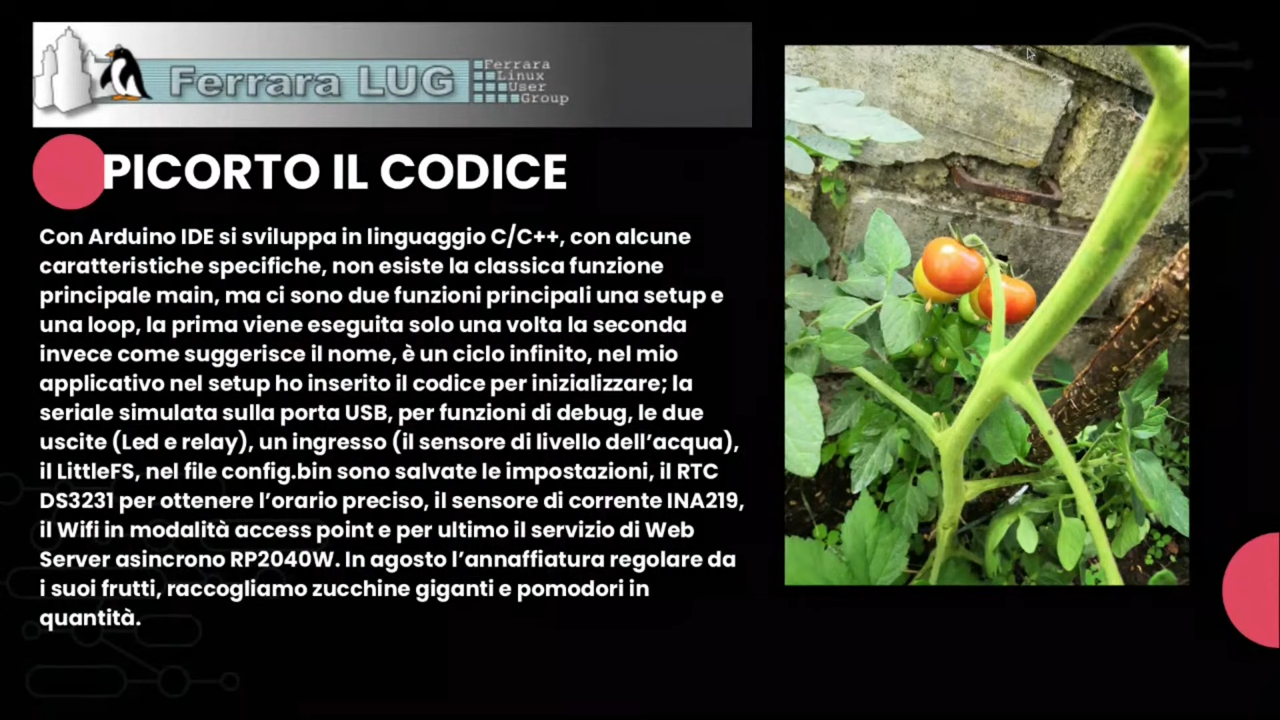 Ferrara LUG
Ferrara
Linux
User
Group
PICORTO IL CODICE
Con Arduino IDE si sviluppa in linguaggio C/C++, con alcune
caratteristiche specifiche, non esiste la classica funzione
principale main, ma ci sono due funzioni principali una setup e
una loop, la prima viene eseguita solo una volta la seconda
invece come suggerisce il nome, è un ciclo infinito, nel mio
applicativo nel setup ho inserito il codice per inizializzare; la
seriale simulata sulla porta USB, per funzioni di debug, le due
uscite (Led e relay), un ingresso (il sensore di livello dell’acqua),
il LittleFS, nel file config.bin sono salvate le impostazioni, il RTC
DS3231 per ottenere l’orario preciso, il sensore di corrente INA219,
il Wifi in modalità access point e per ultimo il servizio di Web
Server asincrono RP2040W. In agosto l’annaffiatura regolare da
i suoi frutti, raccogliamo zucchine giganti e pomodori in
quantità.